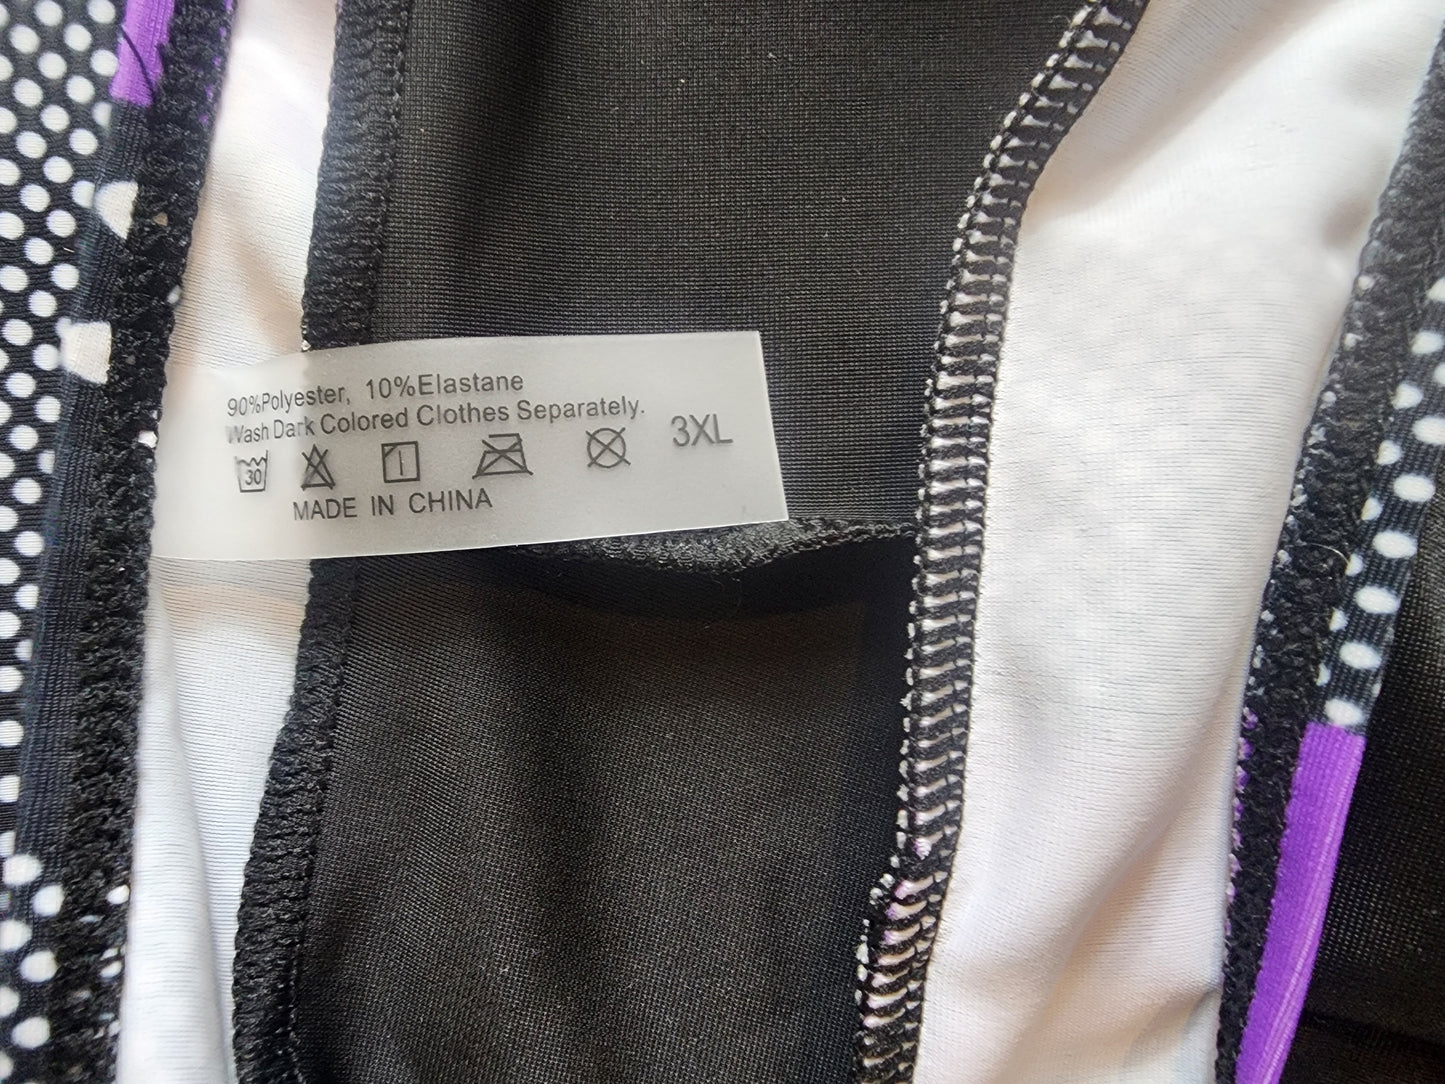 90%Polyester, 10%Elastane
Wash Dark Colored Clothes Separately.
30 3XL
MADE IN CHINA